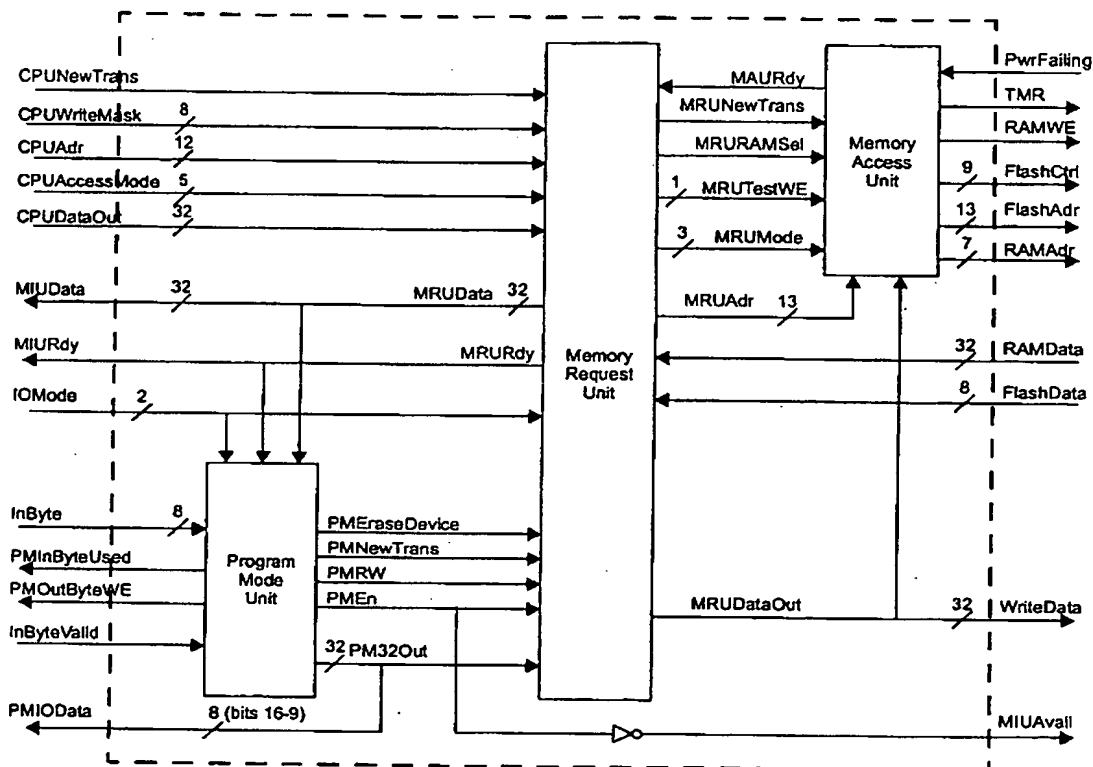 CPUNewTrans
CPUWriteMask
8
CPUAdr
12
CPUAccessMode
5
CPUDataOut
32
MIUData
32
MRUData
32
MIURdy
MRURdy
IOMode
2
InByte
8
PMInByteUsed
PMOutByteWE
InByteValid
PMIOData
8 (bits 16-9)
Program
Mode
Unit
PMEraseDevice
PMNewTrans
PMRW
PMEn
32
PM32Out
Memory
Request
Unit
MAURdy
MRUNewTrans
MRURAMSel
1
MRUTestWE
3
MRUMode
MRUAdr
13
Memory
Access
Unit
PwrFailing
TMR
RAMWE
9
FlashCtrl
13
FlashAdr
7
RAMAdr
32
RAMData
8
FlashData
MRUDataOut
32
WriteData
MIUAvail